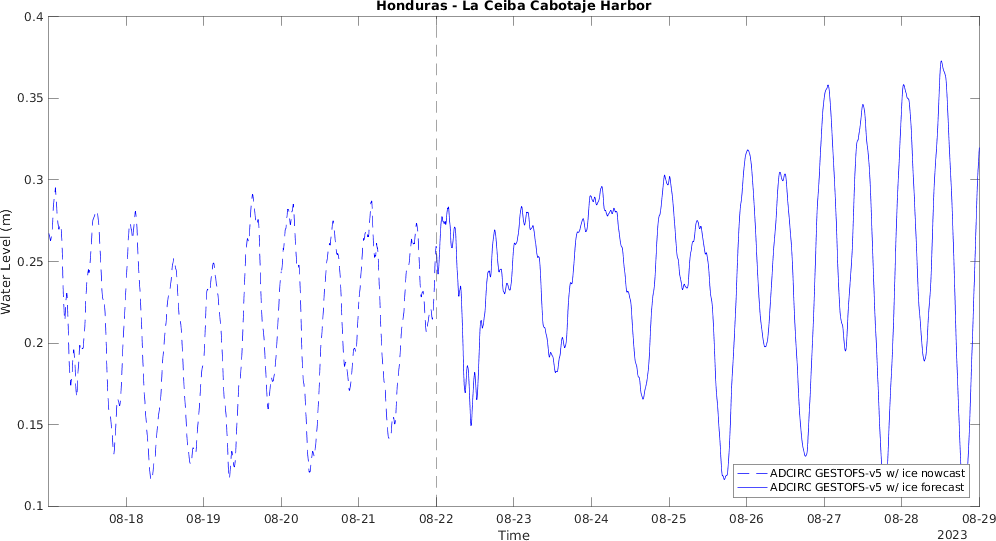 Honduras - La Ceiba Cabotaje Harbor
0.4
0.35
0.3
0.25
0.2
0.15
0.1
Water Level (m)
ADCIRC GESTOFS-v5 w/ ice nowcast
ADCIRC GESTOFS-v5 w/ ice forecast
08-18 08-19 08-20 08-21 08-22 08-23 08-24 08-25 08-26 08-27 08-28 08-29
Time
2023